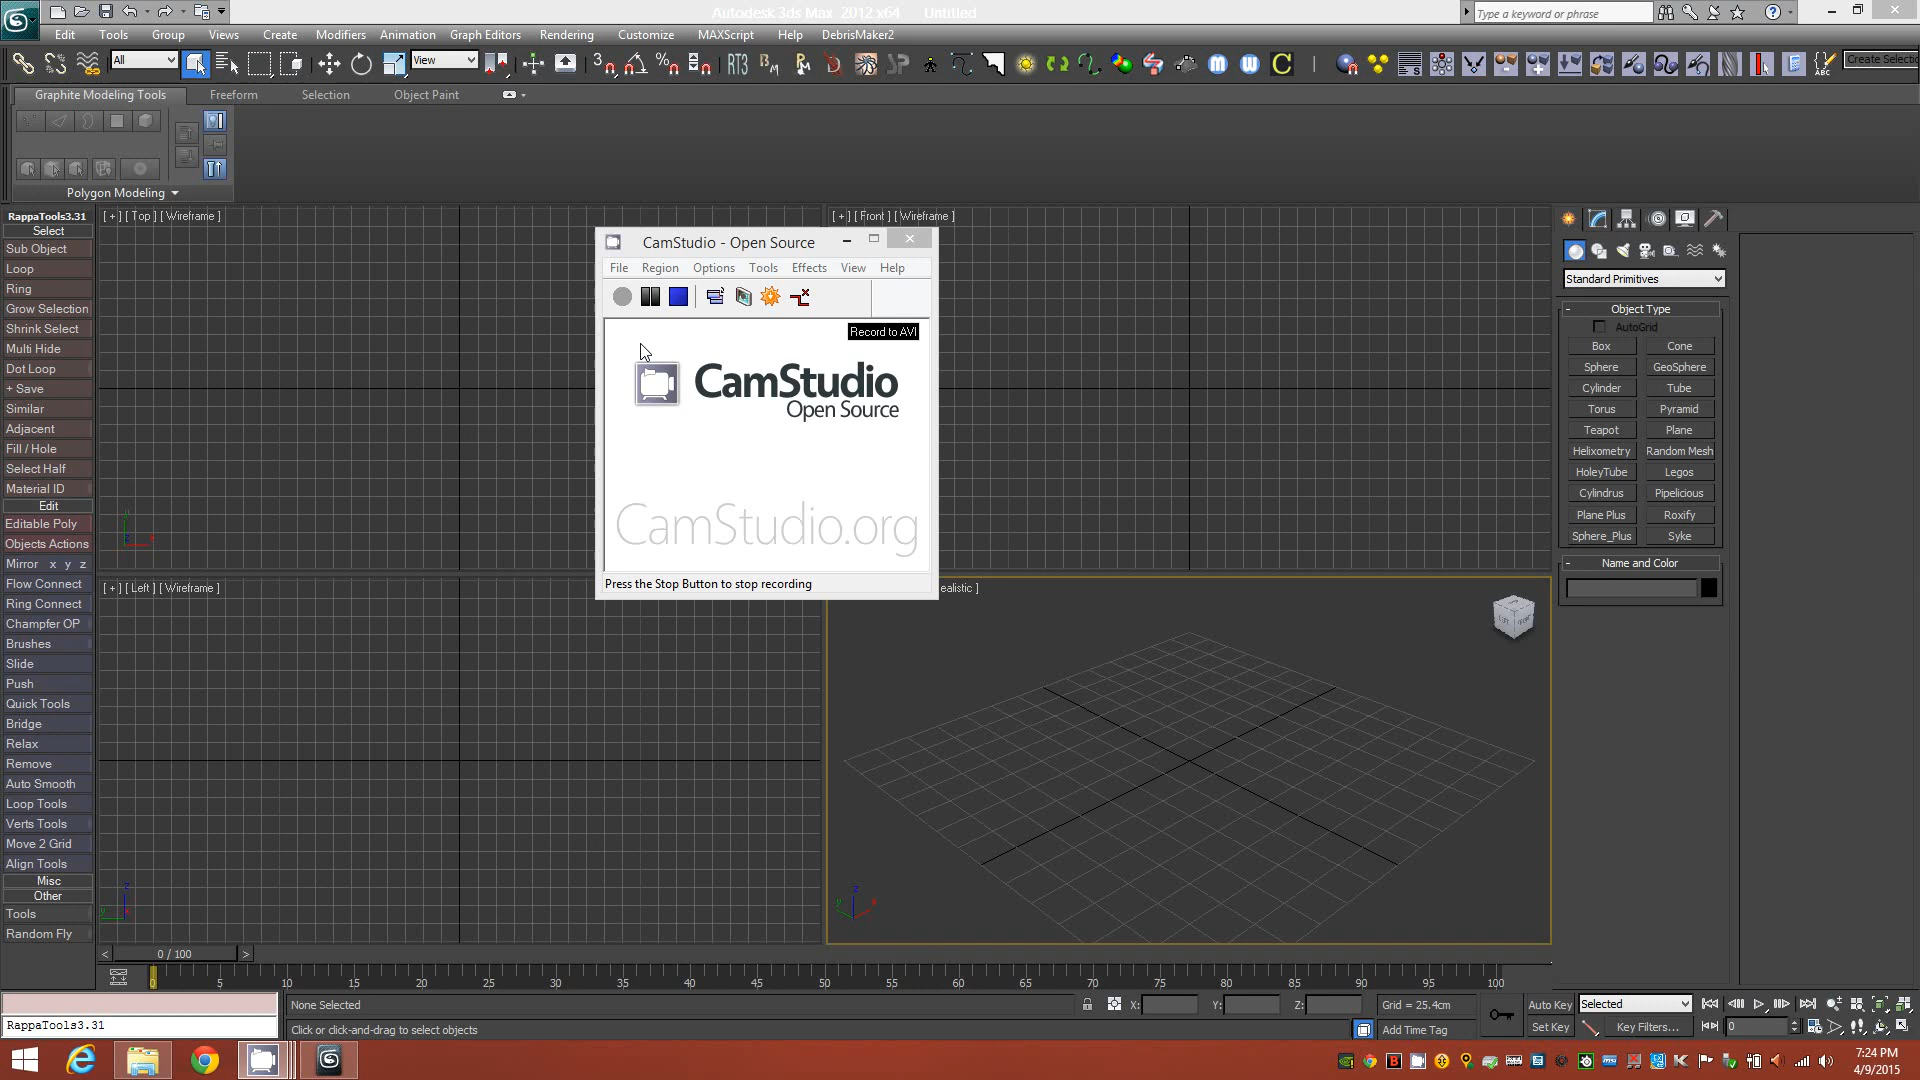 Autodesk 3ds Max 2012 x64 Untitled
Type a keyword or phrase
Edit Tools Group Views Create Modifiers Animation Graph Editors Rendering Customize MAXScript Help DebrisMaker2
All
View
Create Selectio
Graphite Modeling Tools Freeform Selection Object Paint
Polygon Modeling
RappaTools3.31
Select
Sub Object
Loop
Ring
Grow Selection
Shrink Select
Multi Hide
Dot Loop
+ Save
Similar
Adjacent
Fill / Hole
Select Half
Material ID
Edit
Editable Poly
Objects Actions
Mirror x y z
Flow Connect
Ring Connect
Champfer OP
Brushes
Slide
Push
Quick Tools
Bridge
Relax
Remove
Auto Smooth
Loop Tools
Verts Tools
Move 2 Grid
Align Tools
Misc
Other
Tools
Random Fly
[ + ] [ Top ] [ Wireframe ]
[ + ] [ Front ] [ Wireframe ]
[ + ] [ Left ] [ Wireframe ]
ealistic ]
CamStudio - Open Source
File Region Options Tools Effects View Help
Record to AVI
CamStudio
Open Source
CamStudio.org
Press the Stop Button to stop recording
Standard Primitives
- Object Type
AutoGrid
Box Cone
Sphere GeoSphere
Cylinder Tube
Torus Pyramid
Teapot Plane
Helixometry Random Mesh
HoleyTube Legos
Cylindrus Pipelicious
Plane Plus Roxify
Sphere_Plus Syke
- Name and Color
< 0 / 100 >
0 5 10 15 20 25 30 35 40 45 50 55 60 65 70 75 80 85 90 95 100
None Selected X: Y: Z: Grid = 25.4cm Auto Key Selected
RappaTools3.31 Click or click-and-drag to select objects Add Time Tag Set Key Key Filters... 0
7:24 PM
4/9/2015